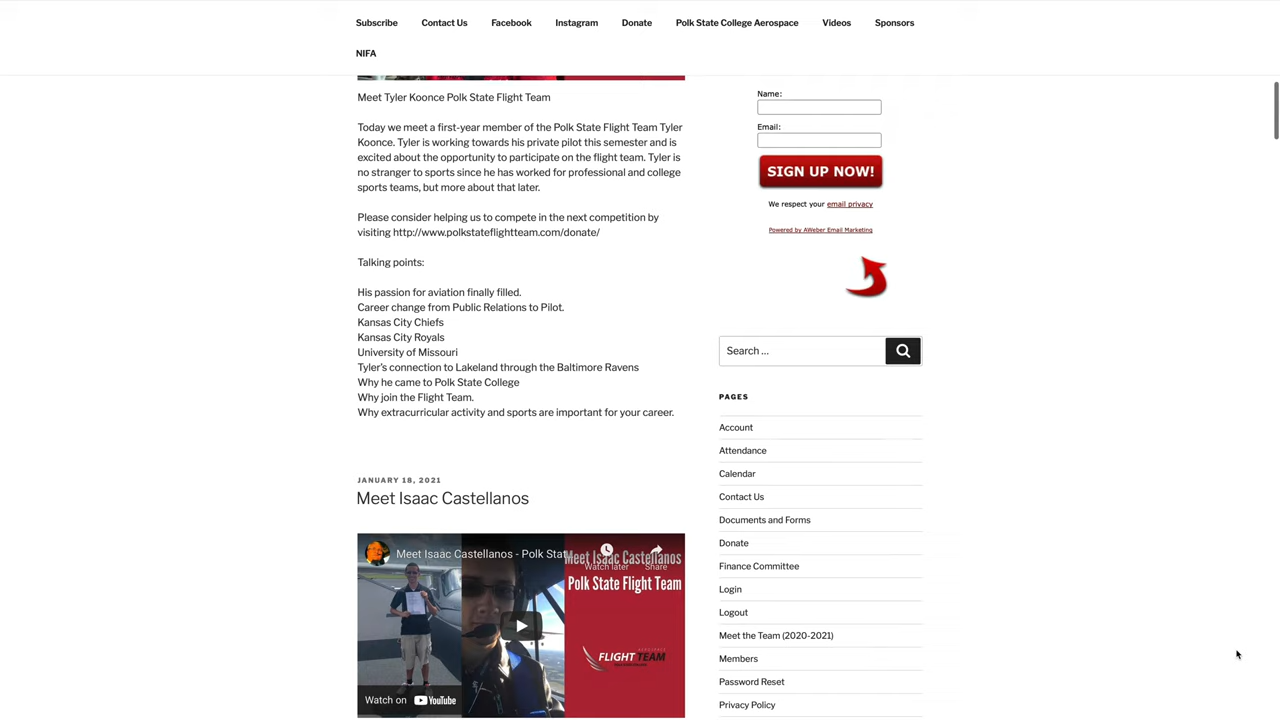 Subscribe Contact Us Facebook Instagram Donate Polk State College Aerospace Videos Sponsors
NIFA
Meet Tyler Koonce Polk State Flight Team
Today we meet a first-year member of the Polk State Flight Team Tyler
Koonce. Tyler is working towards his private pilot this semester and is
excited about the opportunity to participate on the flight team. Tyler is
no stranger to sports since he has worked for professional and college
sports teams, but more about that later.
Please consider helping us to compete in the next competition by
visiting http://www.polkstateflightteam.com/donate/
Talking points:
His passion for aviation finally filled.
Career change from Public Relations to Pilot.
Kansas City Chiefs
Kansas City Royals
University of Missouri
Tyler's connection to Lakeland through the Baltimore Ravens
Why he came to Polk State College
Why join the Flight Team.
Why extracurricular activity and sports are important for your career.
JANUARY 18, 2021
Meet Isaac Castellanos
Meet Isaac Castellanos - Polk Stat
Meet Isaac Castellanos
Watch later Share
Polk State Flight Team
AEROSPACE
FLIGHT TEAM
Watch on YouTube
Name:
Email:
SIGN UP NOW!
We respect your email privacy
Powered by AWeber Email Marketing
Search …
PAGES
Account
Attendance
Calendar
Contact Us
Documents and Forms
Donate
Finance Committee
Login
Logout
Meet the Team (2020-2021)
Members
Password Reset
Privacy Policy